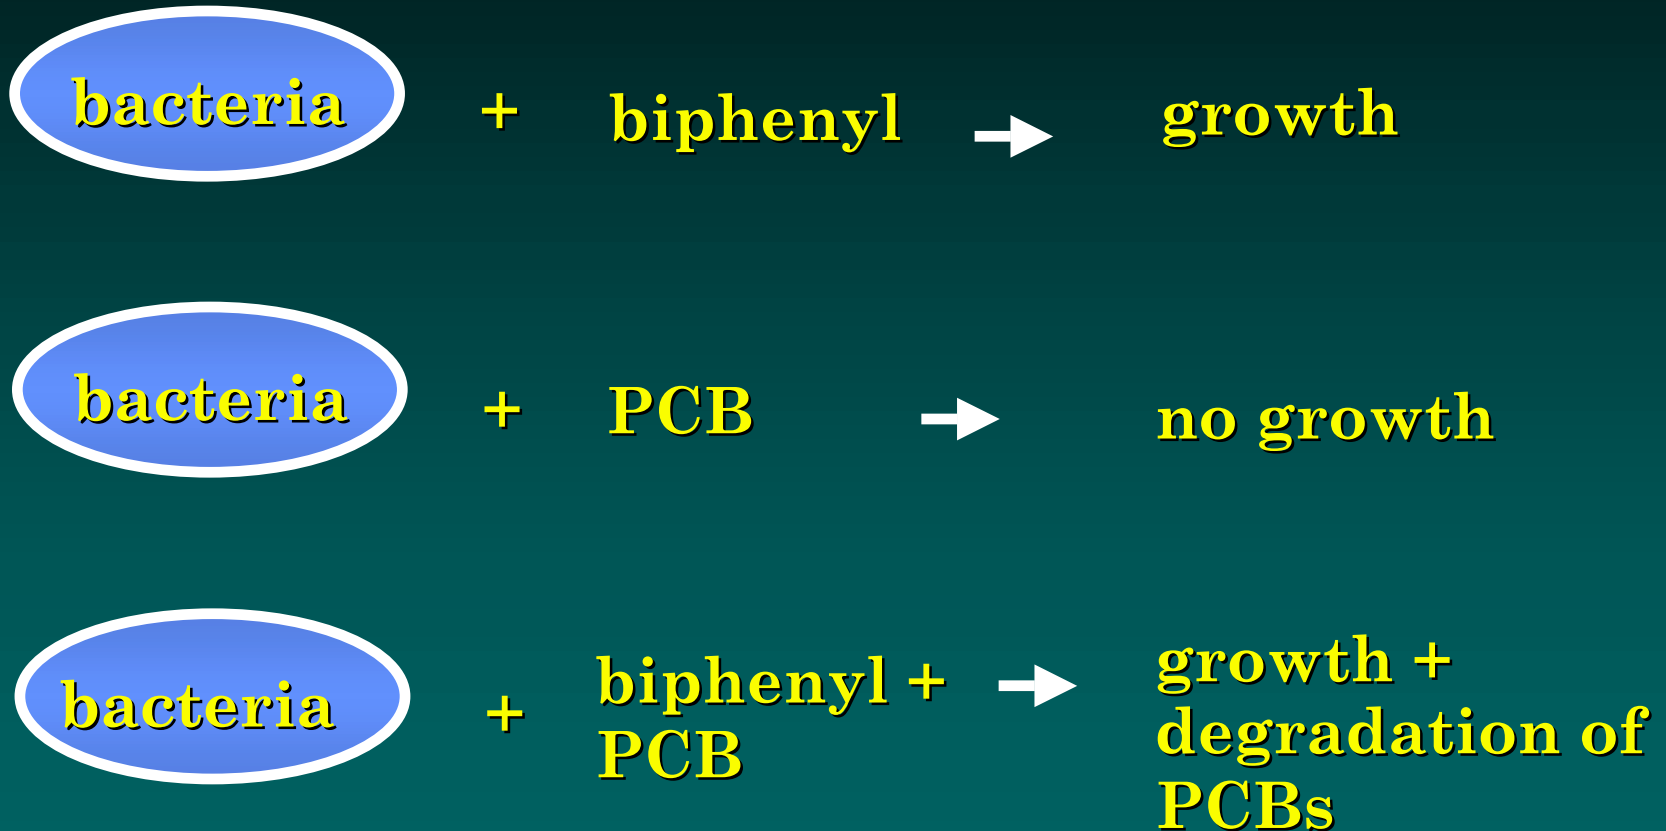 bacteria + biphenyl growth
bacteria + PCB no growth
bacteria + biphenyl + growth +
PCB degradation of
PCBs